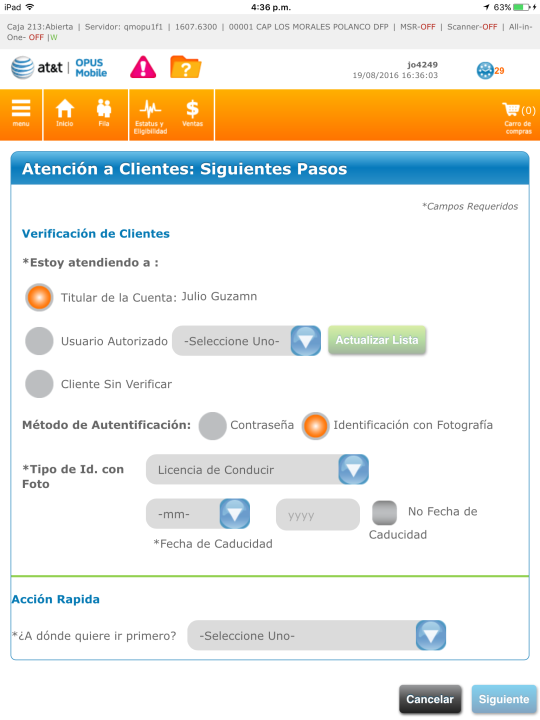 iPad 4:36 p.m. 63%
Caja 213:Abierta | Servidor: qmopu1f1 | 1607.6300 | 00001 CAP LOS MORALES POLANCO DFP | MSR-OFF | Scanner-OFF | All-in-
One- OFF |W
at&t | OPUS
Mobile
jo4249
19/08/2016 16:36:03
29
menu
Inicio
Fila
Estatus y
Eligibilidad
Ventas
(0)
Carro de
compras
Atención a Clientes: Siguientes Pasos
*Campos Requeridos
Verificación de Clientes
*Estoy atendiendo a :
Titular de la Cuenta: Julio Guzamn
Usuario Autorizado -Seleccione Uno- Actualizar Lista
Cliente Sin Verificar
Método de Autentificación: Contraseña Identificación con Fotografía
*Tipo de Id. con
Foto
Licencia de Conducir
-mm- yyyy No Fecha de
Caducidad
*Fecha de Caducidad
Acción Rapida
*¿A dónde quiere ir primero? -Seleccione Uno-
Cancelar Siguiente